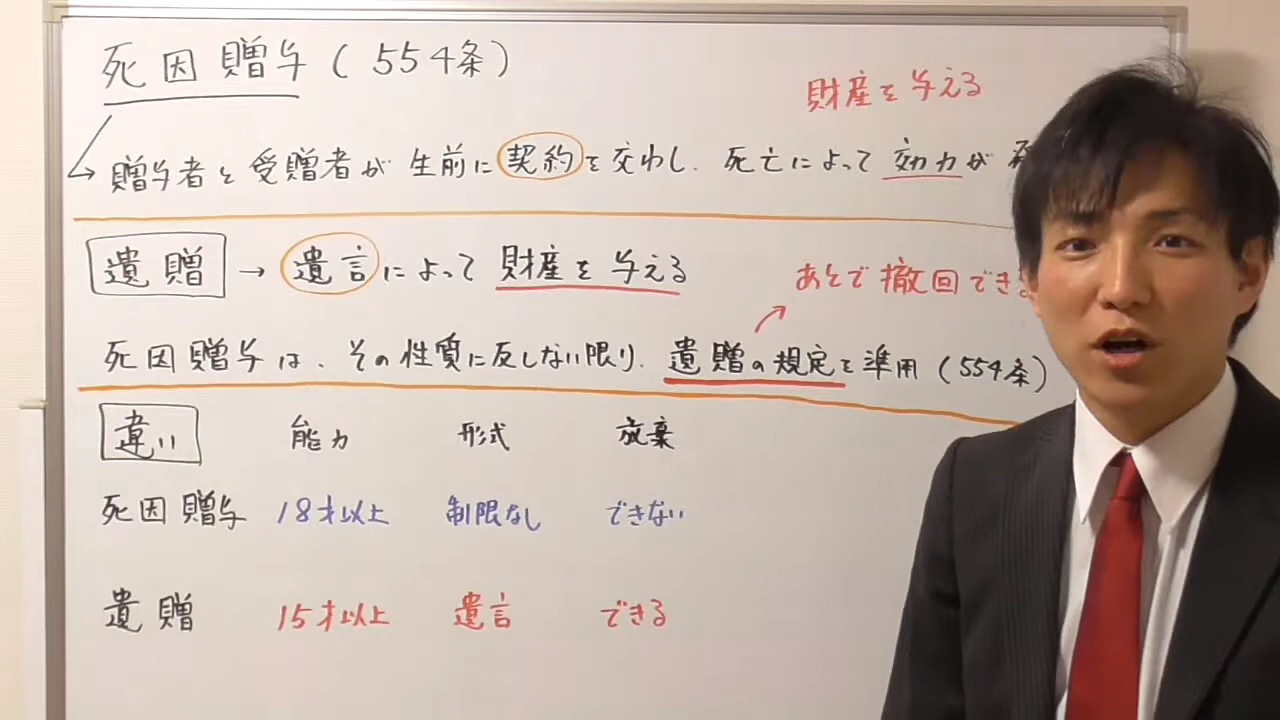 死因贈与(554条)
財産を与える
贈与者と受贈者が生前に契約を交わし、死亡によって効力が
遺贈 → 遺言によって財産を与える
あとで撤回でき
死因贈与は、その性質に反しない限り、遺贈の規定を準用(554条)
違い 能力 形式 放棄
死因贈与 18才以上 制限なし できない
遺贈 15才以上 遺言 できる